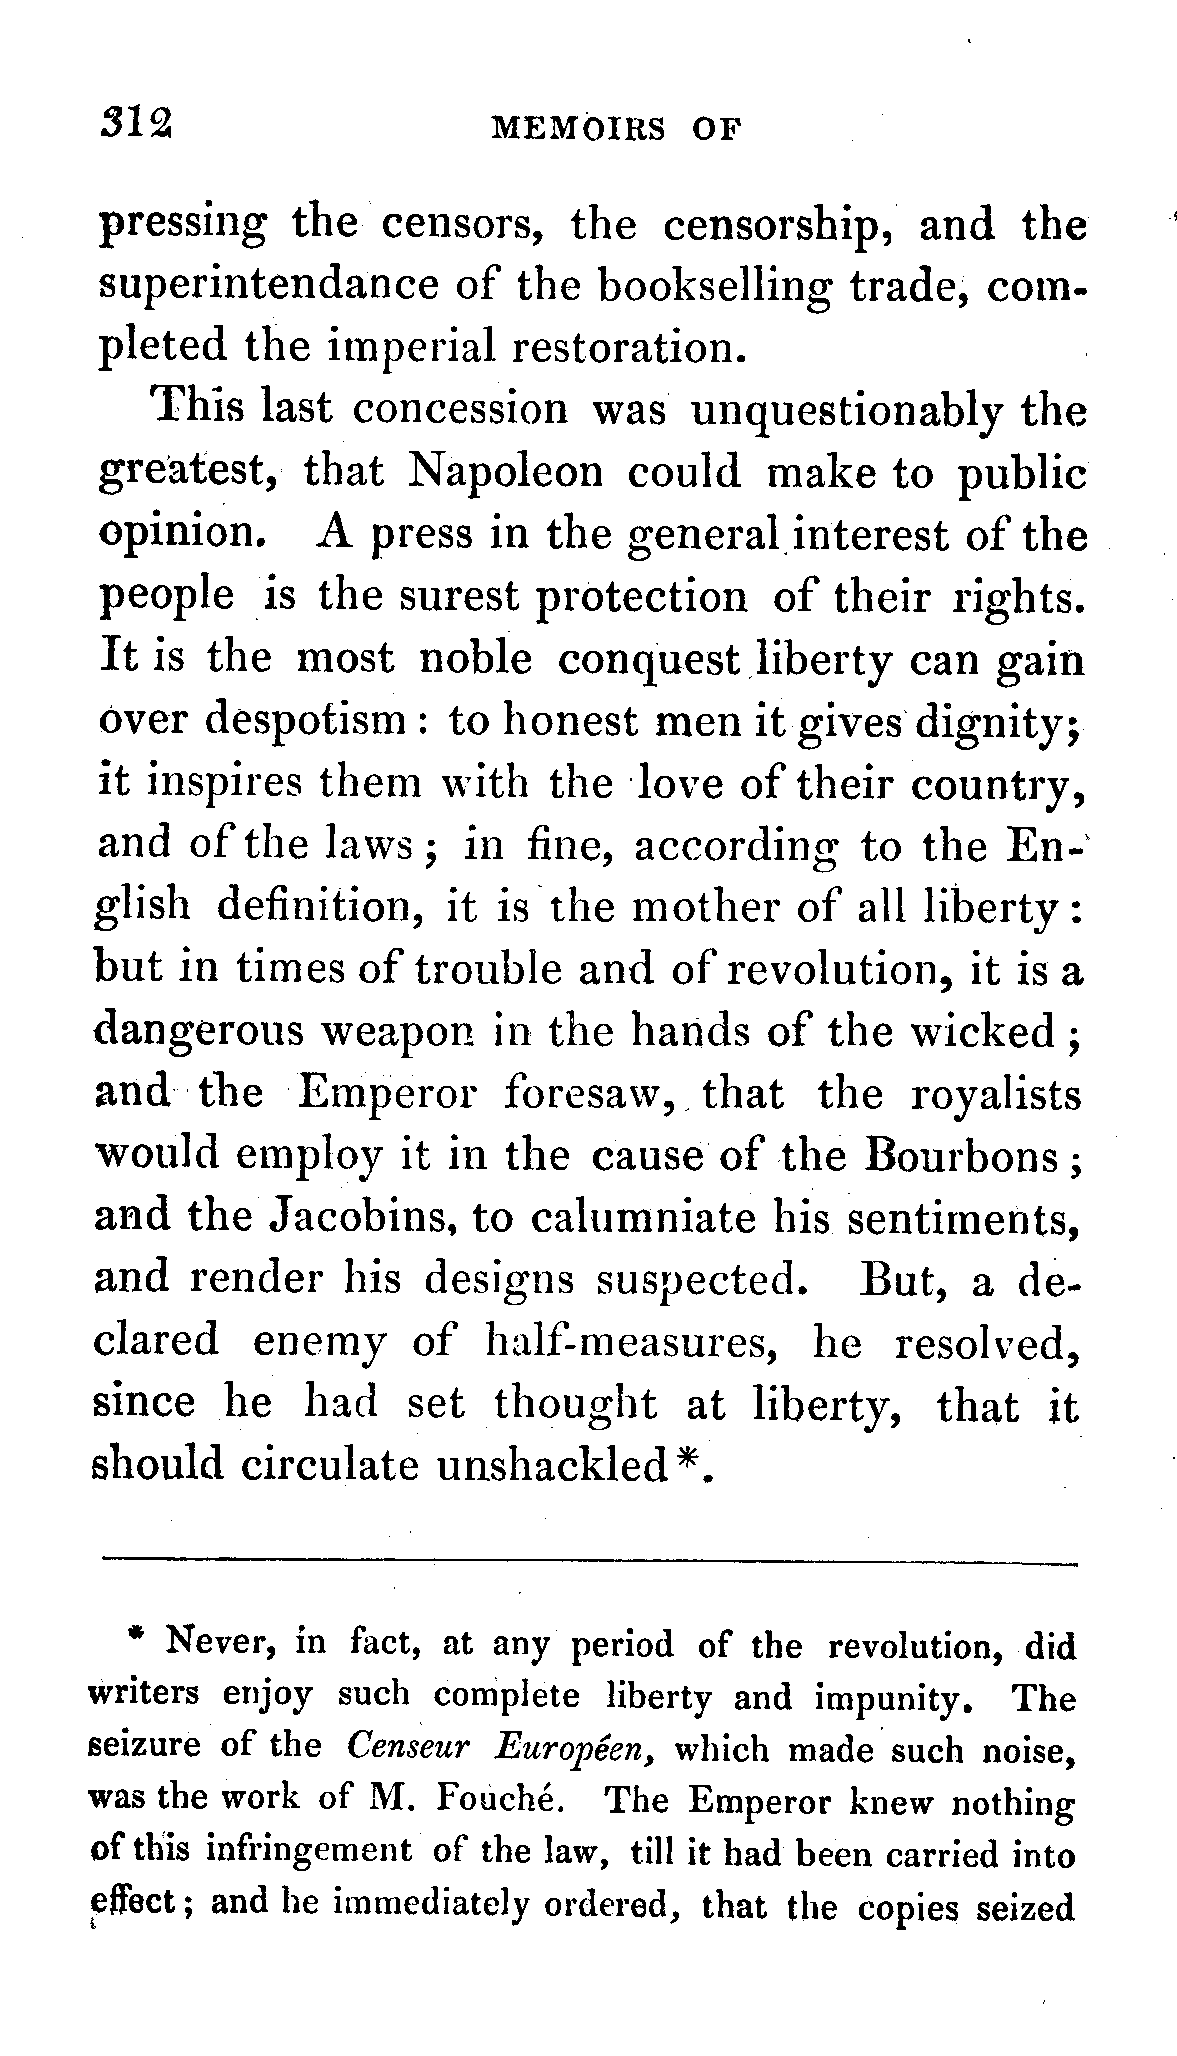 312 MEMOIRS OF
pressing the censors, the censorship, and the
superintendance of the bookselling trade, com-
pleted the imperial restoration.
This last concession was unquestionably the
greatest, that Napoleon could make to public
opinion. A press in the general interest of the
people is the surest protection of their rights.
It is the most noble conquest liberty can gain
over despotism : to honest men it gives dignity;
it inspires them with the love of their country,
and of the laws ; in fine, according to the En-
glish definition, it is the mother of all liberty :
but in times of trouble and of revolution, it is a
dangerous weapon in the hands of the wicked ;
and the Emperor foresaw, that the royalists
would employ it in the cause of the Bourbons ;
and the Jacobins, to calumniate his sentiments,
and render his designs suspected. But, a de-
clared enemy of half-measures, he resolved,
since he had set thought at liberty, that it
should circulate unshackled *.
* Never, in fact, at any period of the revolution, did
writers enjoy such complete liberty and impunity. The
seizure of the Censeur Européen, which made such noise,
was the work of M. Fouché. The Emperor knew nothing
of this infringement of the law, till it had been carried into
effect ; and he immediately ordered, that the copies seized